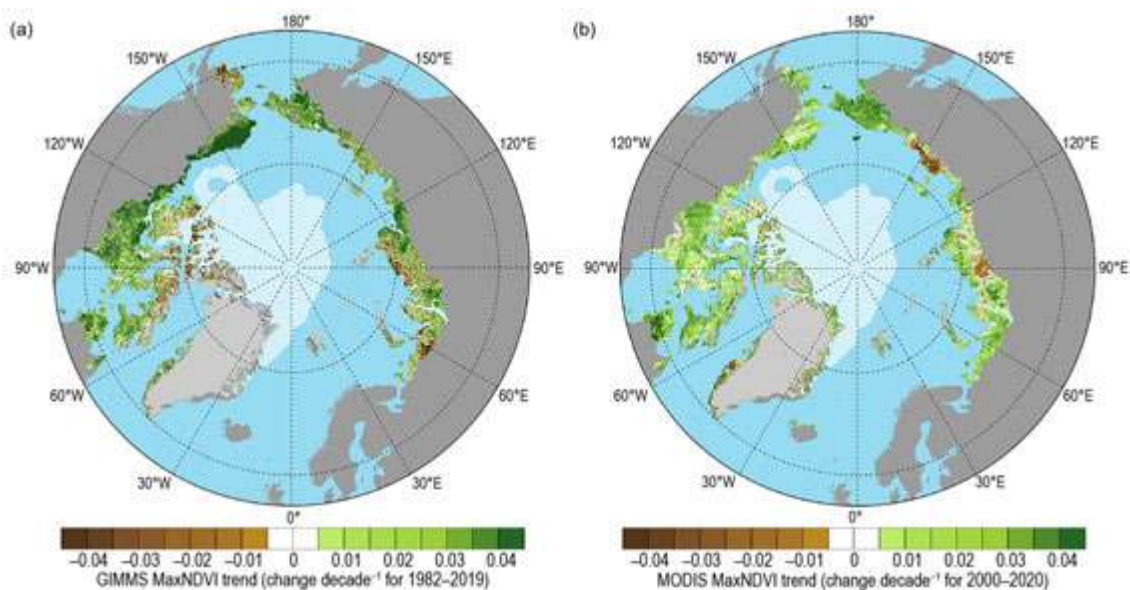 (a)
180°
150°W
150°E
120°W
120°E
90°W
90°E
60°W
60°E
30°W
30°E
0°
−0.04 −0.03 −0.02 −0.01 0 0.01 0.02 0.03 0.04
GIMMS MaxNDVI trend (change decade⁻¹ for 1982–2019)
(b)
180°
150°W
150°E
120°W
120°E
90°W
90°E
60°W
60°E
30°W
30°E
0°
−0.04 −0.03 −0.02 −0.01 0 0.01 0.02 0.03 0.04
MODIS MaxNDVI trend (change decade⁻¹ for 2000–2020)